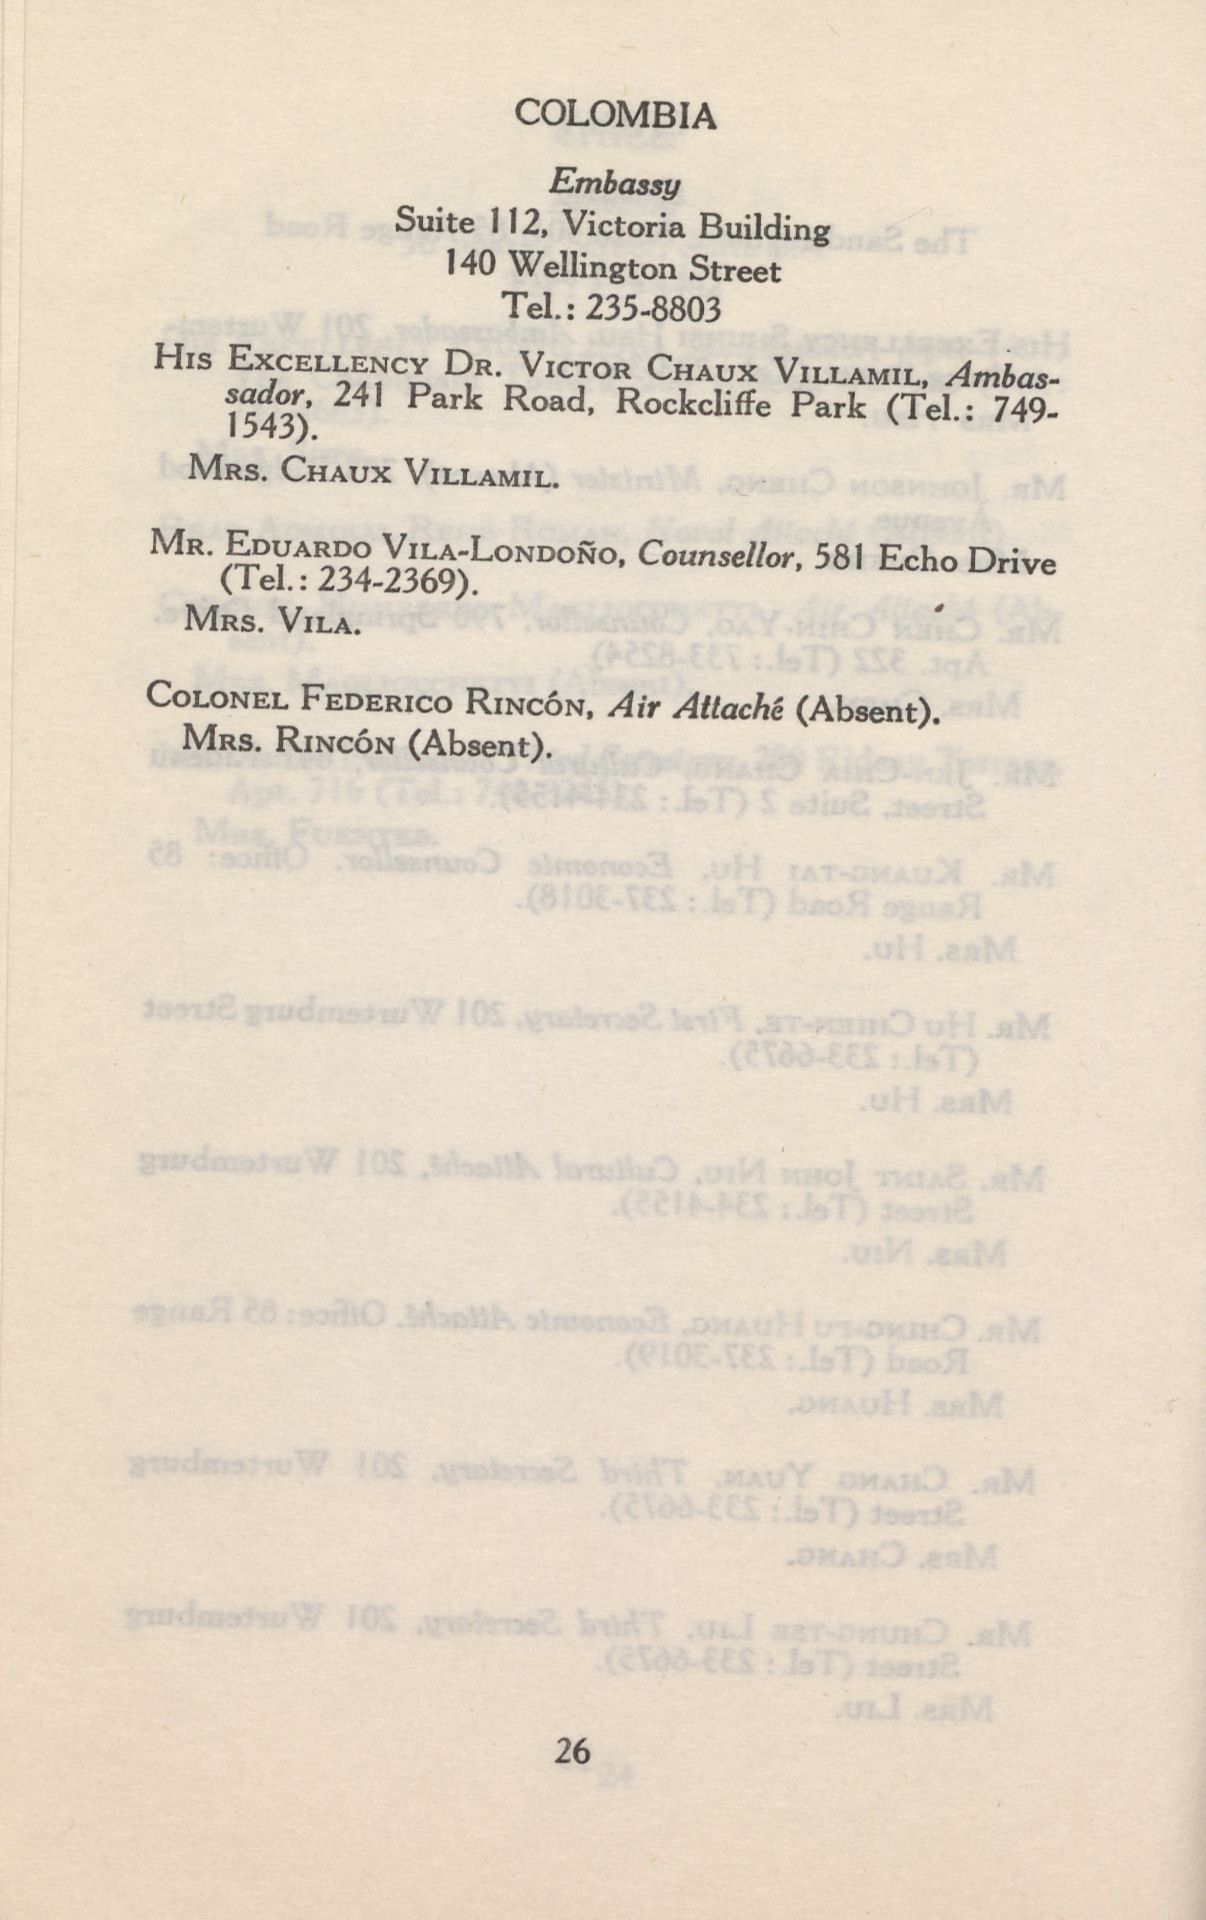 COLOMBIA
Embassy
Suite 112, Victoria Building
140 Wellington Street
Tel.: 235-8803
HIS EXCELLENCY DR. VICTOR CHAUX VILLAMIL, Ambas-
sador, 241 Park Road, Rockcliffe Park (Tel.: 749-
1543).
MRS. CHAUX VILLAMIL.
MR. EDUARDO VILA-LONDOÑO, Counsellor, 581 Echo Drive
(Tel.: 234-2369).
MRS. VILA.
COLONEL FEDERICO RINCÓN, Air Attaché (Absent).
MRS. RINCÓN (Absent).
26